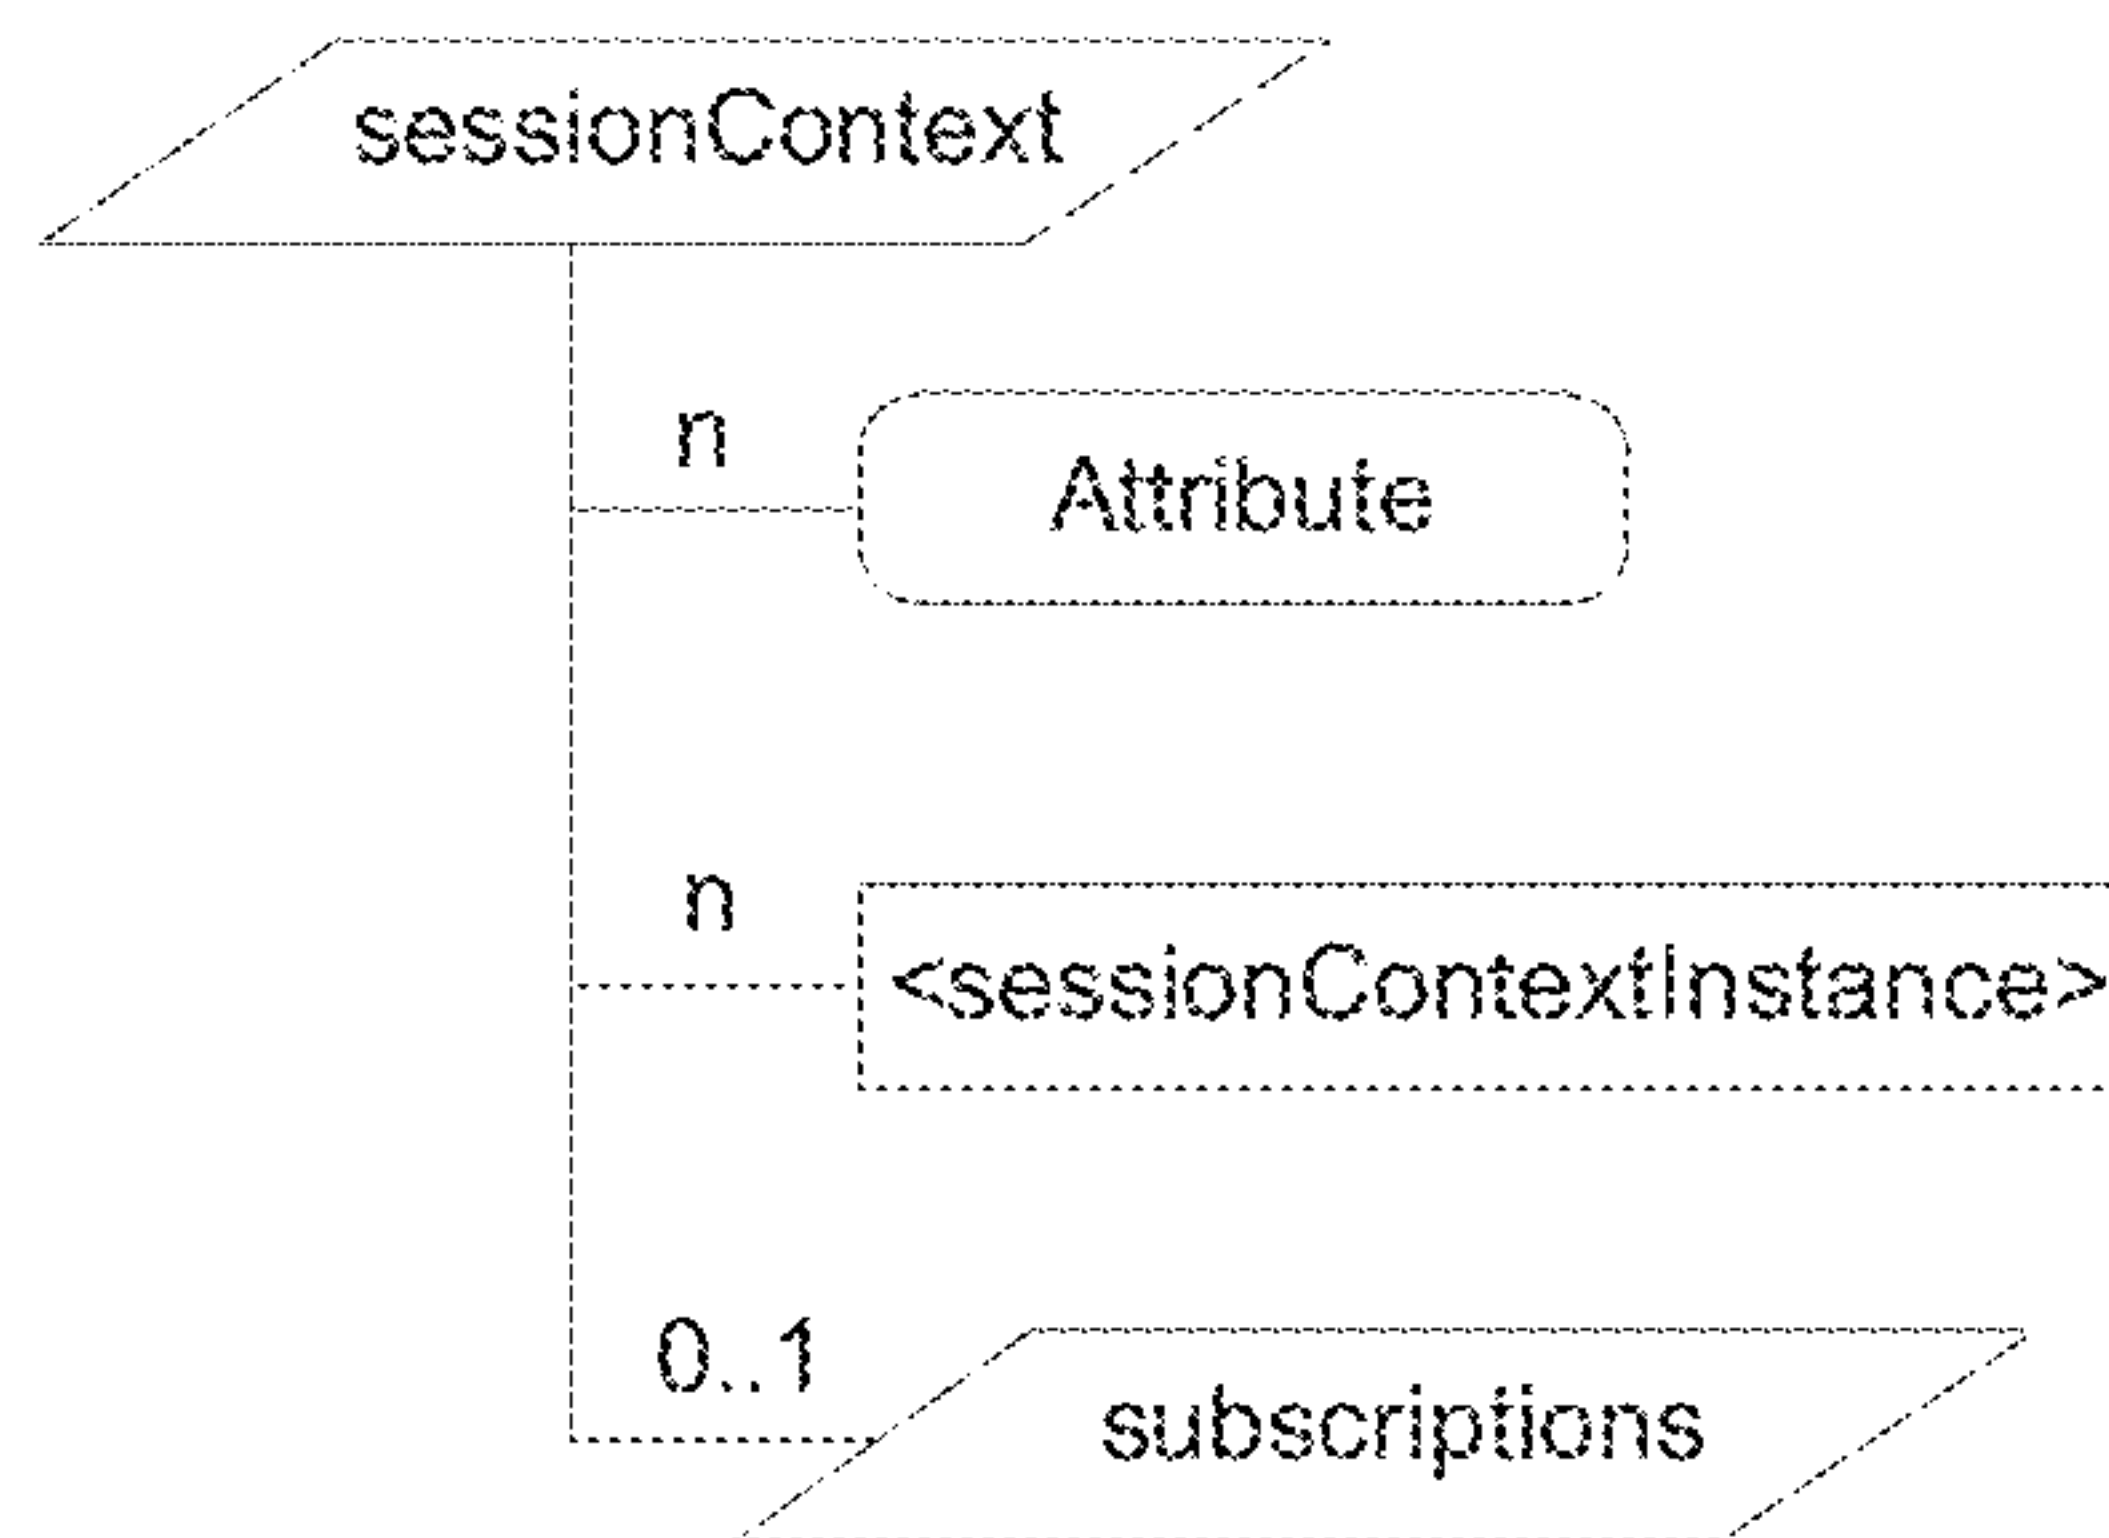 sessionContext
n
Attribute
n
<sessionContextInstance>
0..1
subscriptions